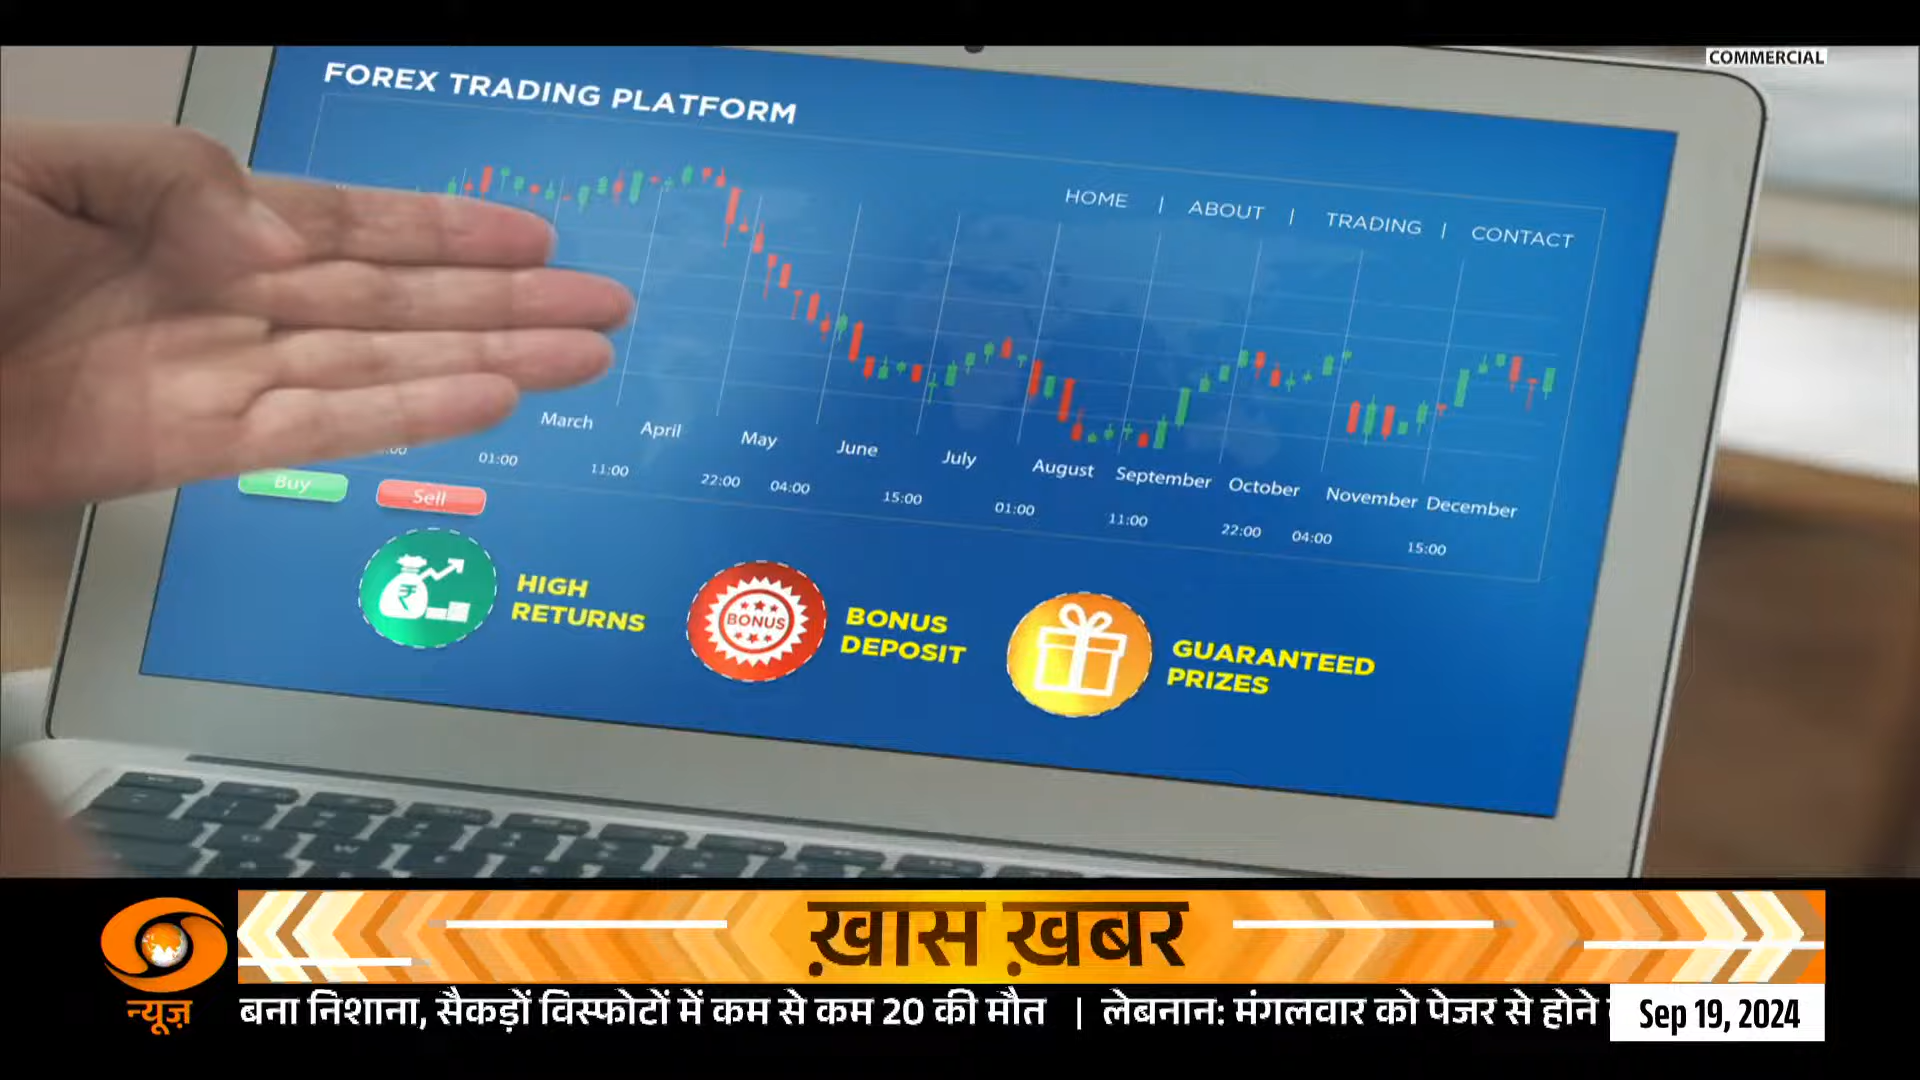 COMMERCIAL
FOREX TRADING PLATFORM
HOME | ABOUT | TRADING | CONTACT
March April May June July August September October November December
01:00 11:00 22:00 04:00 15:00 01:00 11:00 22:00 04:00 15:00
Buy Sell
HIGH
RETURNS
BONUS
BONUS
DEPOSIT
GUARANTEED
PRIZES
ख़ास ख़बर
न्यूज़
बना निशाना, सैकड़ों विस्फोटों में कम से कम 20 की मौत | लेबनान: मंगलवार को पेजर से होने
Sep 19, 2024